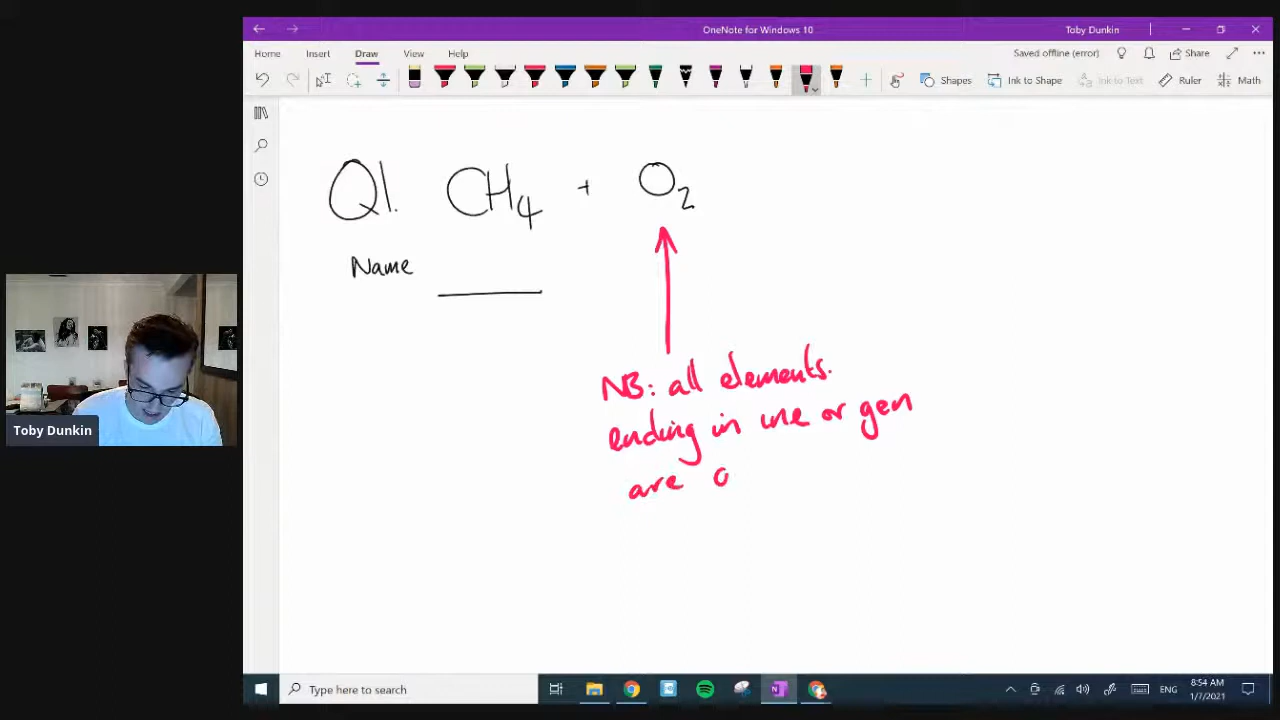 OneNote for Windows 10
Toby Dunkin
Home Insert Draw View Help
Saved offline (error)
Share
Shapes
Ink to Shape
Ink to Text
Ruler
Math
Q1. CH4 + O2
Name
NB: all elements.
ending in ine or gen
are o
Toby Dunkin
Type here to search
ENG
8:54 AM
1/7/2021